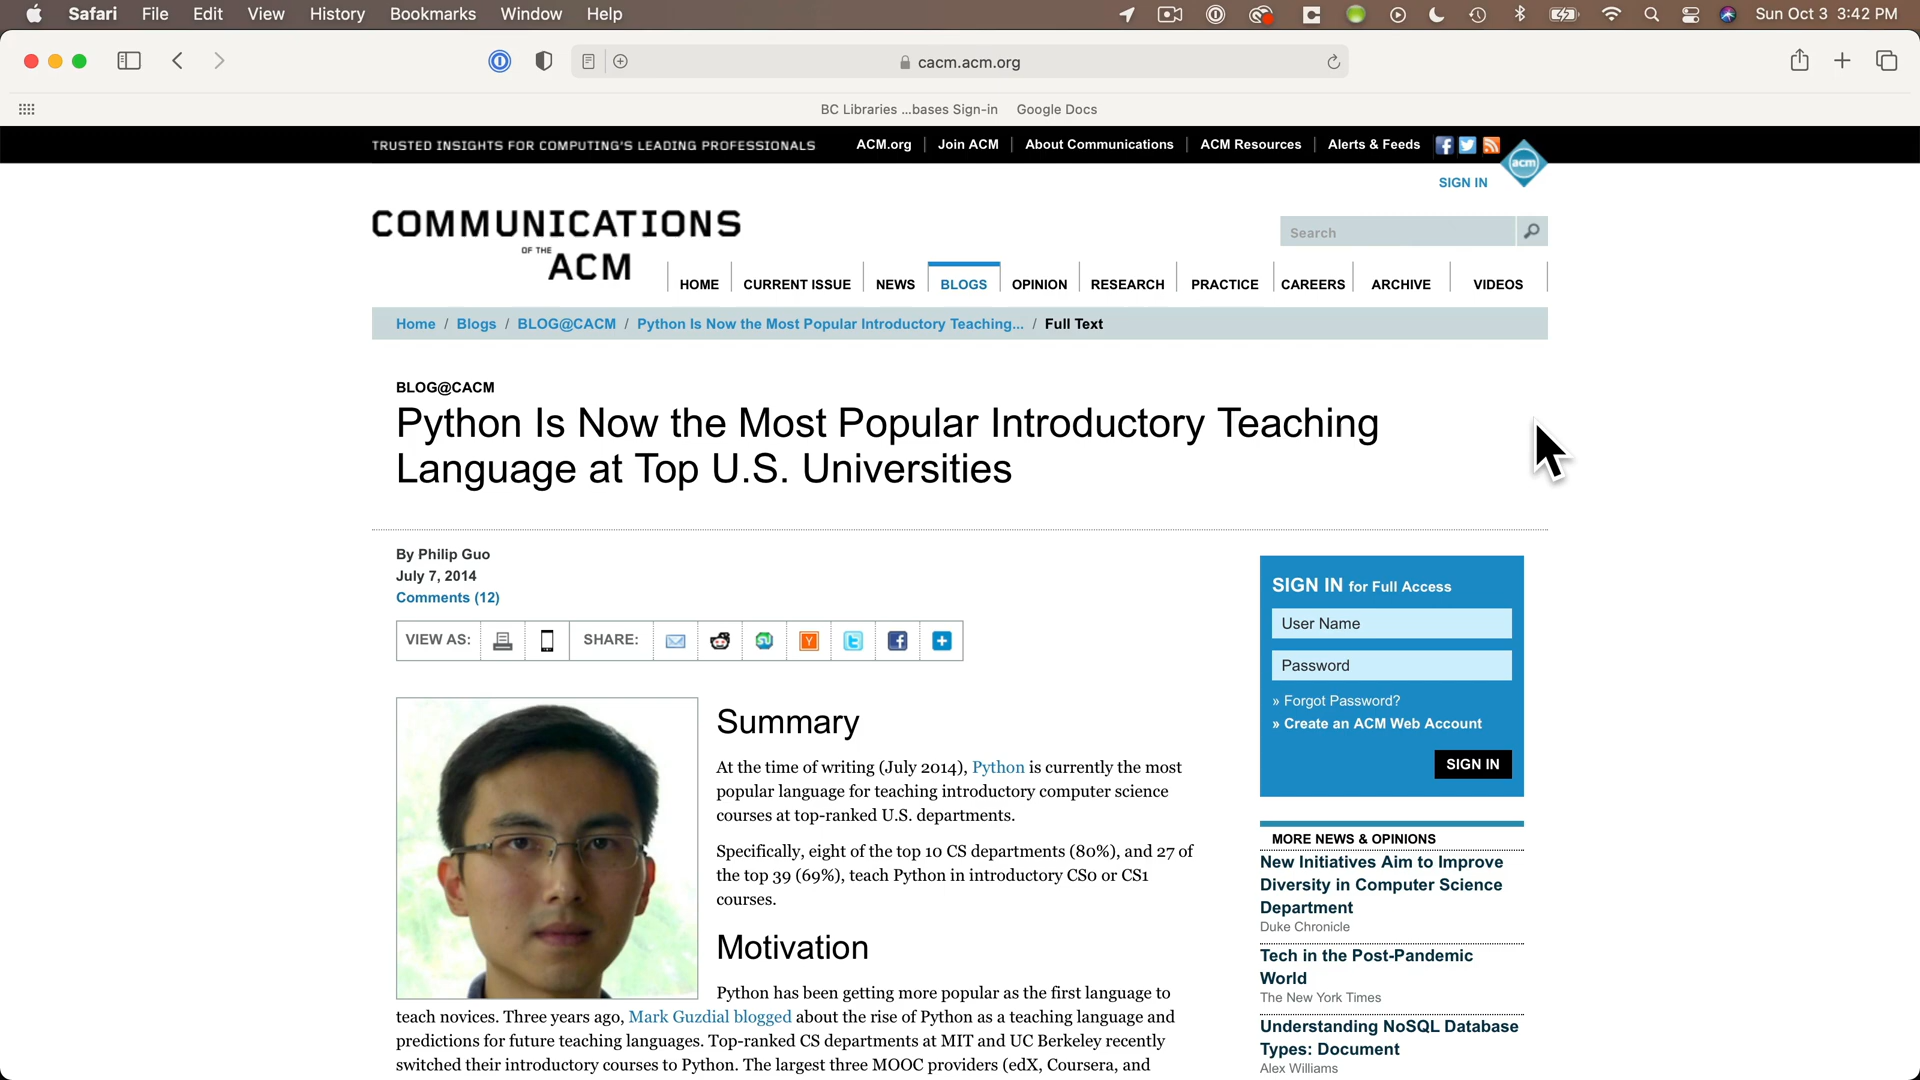 Safari File Edit View History Bookmarks Window Help Sun Oct 3 3:42 PM
cacm.acm.org
BC Libraries ...bases Sign-in Google Docs
TRUSTED INSIGHTS FOR COMPUTING'S LEADING PROFESSIONALS ACM.org Join ACM About Communications ACM Resources Alerts & Feeds
acm
SIGN IN
COMMUNICATIONS
OF THE
ACM
Search
HOME CURRENT ISSUE NEWS BLOGS OPINION RESEARCH PRACTICE CAREERS ARCHIVE VIDEOS
Home / Blogs / BLOG@CACM / Python Is Now the Most Popular Introductory Teaching... / Full Text
BLOG@CACM
Python Is Now the Most Popular Introductory Teaching
Language at Top U.S. Universities
By Philip Guo
July 7, 2014
Comments (12)
VIEW AS: SHARE:
Summary
At the time of writing (July 2014), Python is currently the most
popular language for teaching introductory computer science
courses at top-ranked U.S. departments.
Specifically, eight of the top 10 CS departments (80%), and 27 of
the top 39 (69%), teach Python in introductory CS0 or CS1
courses.
Motivation
Python has been getting more popular as the first language to
teach novices. Three years ago, Mark Guzdial blogged about the rise of Python as a teaching language and
predictions for future teaching languages. Top-ranked CS departments at MIT and UC Berkeley recently
switched their introductory courses to Python. The largest three MOOC providers (edX, Coursera, and
SIGN IN for Full Access
User Name
Password
» Forgot Password?
» Create an ACM Web Account
SIGN IN
MORE NEWS & OPINIONS
New Initiatives Aim to Improve
Diversity in Computer Science
Department
Duke Chronicle
Tech in the Post-Pandemic
World
The New York Times
Understanding NoSQL Database
Types: Document
Alex Williams